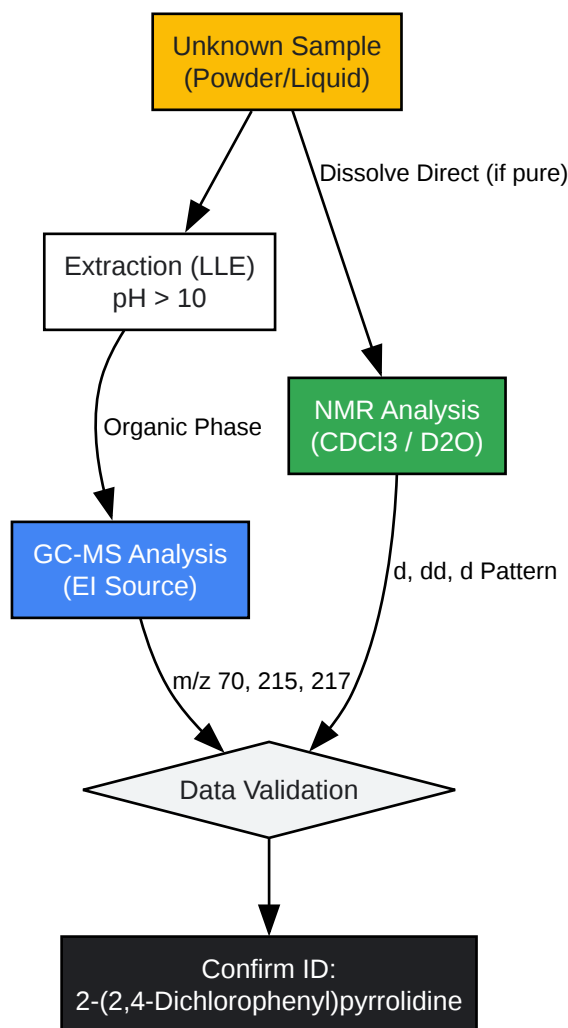 Unknown Sample
(Powder/Liquid)
Dissolve Direct (if pure)
Extraction (LLE)
pH > 10
NMR Analysis
(CDCl3 / D2O)
Organic Phase
GC-MS Analysis
(EI Source)
d, dd, d Pattern
m/z 70, 215, 217
Data Validation
Confirm ID:
2-(2,4-Dichlorophenyl)pyrrolidine